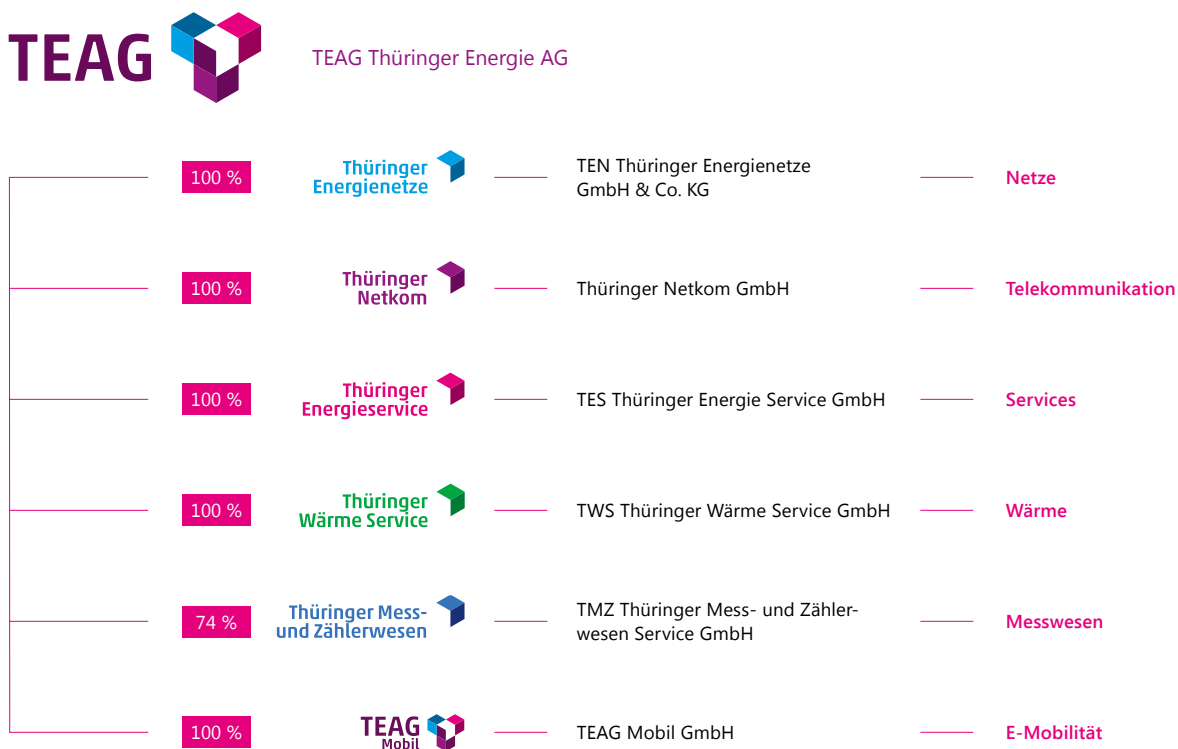 TEAG
TEAG Thüringer Energie AG
100 %
Thüringer
Energienetze
TEN Thüringer Energienetze
GmbH & Co. KG
Netze
100 %
Thüringer
Netkom
Thüringer Netkom GmbH
Telekommunikation
100 %
Thüringer
Energieservice
TES Thüringer Energie Service GmbH
Services
100 %
Thüringer
Wärme Service
TWS Thüringer Wärme Service GmbH
Wärme
74 %
Thüringer Mess-
und Zählerwesen
TMZ Thüringer Mess- und Zähler-
wesen Service GmbH
Messwesen
100 %
TEAG
Mobil
TEAG Mobil GmbH
E-Mobilität